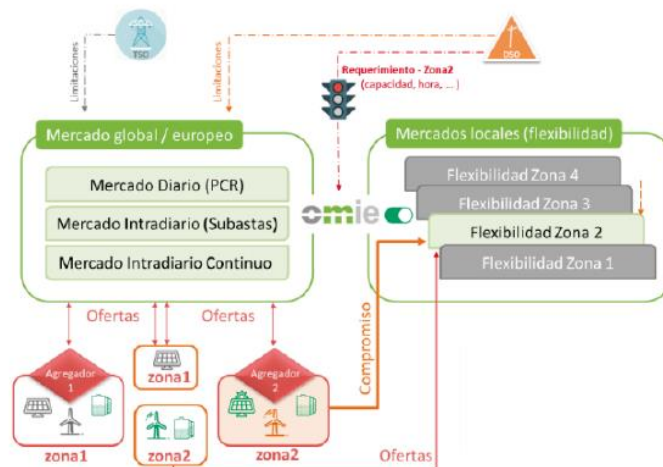 TSO
DSO
Limitaciones
Limitaciones
Requerimiento - Zona2
(capacidad, hora, ... )
Mercado global / europeo
Mercado Diario (PCR)
Mercado Intradiario (Subastas)
Mercado Intradiario Continuo
omie
Mercados locales (flexibilidad)
Flexibilidad Zona 4
Flexibilidad Zona 3
Flexibilidad Zona 2
Flexibilidad Zona 1
Ofertas
Ofertas
Compromiso
Agregador
1
zona1
zona1
zona2
Agregador
2
zona2
Ofertas